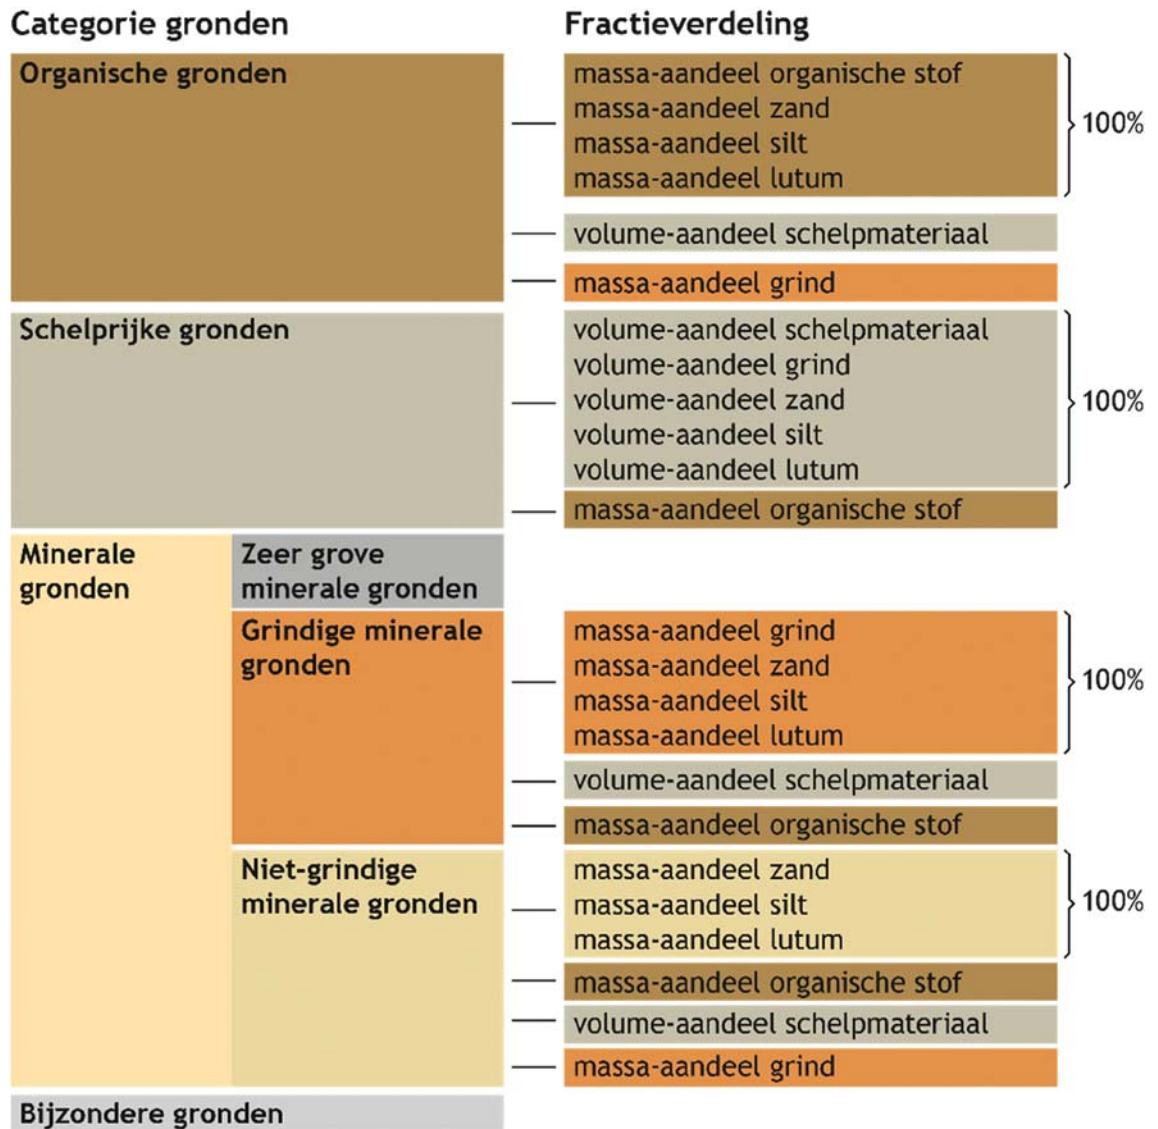 Categorie gronden
Fractieverdeling
Organische gronden
massa-aandeel organische stof
massa-aandeel zand
massa-aandeel silt
massa-aandeel lutum
100%
volume-aandeel schelpmateriaal
massa-aandeel grind
Schelprijke gronden
volume-aandeel schelpmateriaal
volume-aandeel grind
volume-aandeel zand
volume-aandeel silt
volume-aandeel lutum
100%
massa-aandeel organische stof
Minerale
gronden
Zeer grove
minerale gronden
Grindige minerale
gronden
massa-aandeel grind
massa-aandeel zand
massa-aandeel silt
massa-aandeel lutum
100%
volume-aandeel schelpmateriaal
massa-aandeel organische stof
Niet-grindige
minerale gronden
massa-aandeel zand
massa-aandeel silt
massa-aandeel lutum
100%
massa-aandeel organische stof
volume-aandeel schelpmateriaal
massa-aandeel grind
Bijzondere gronden